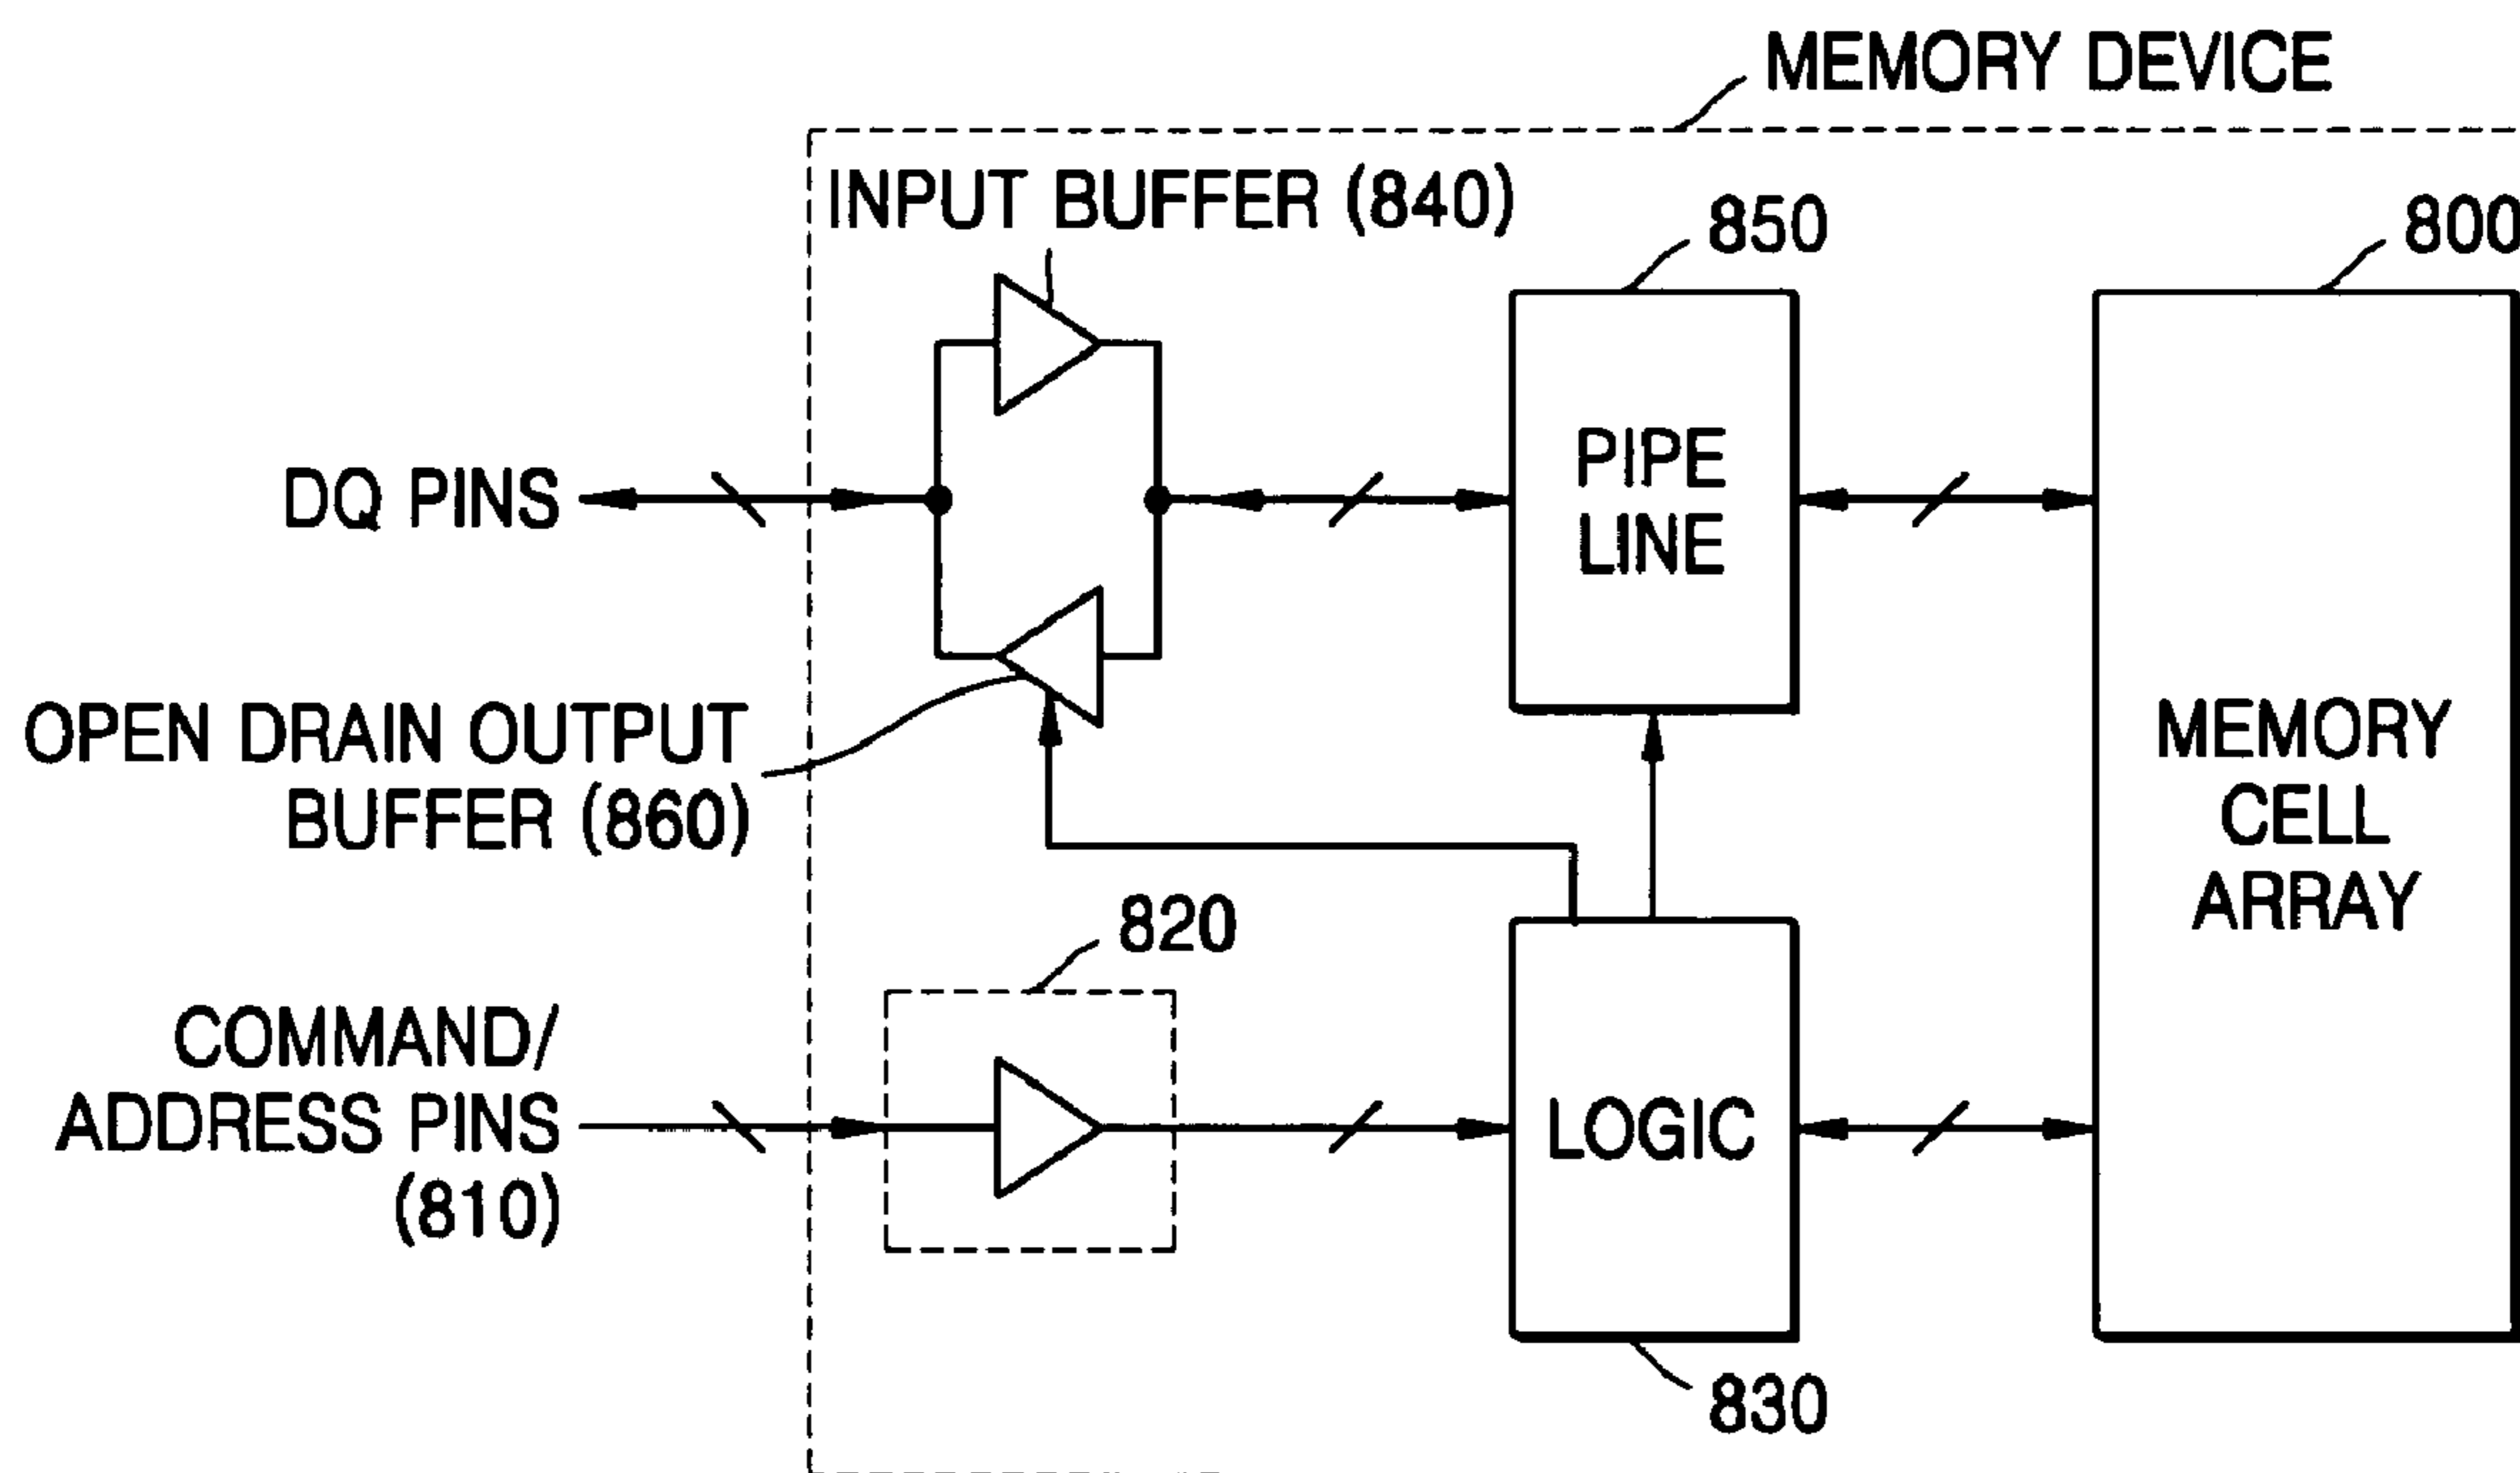 MEMORY DEVICE
INPUT BUFFER (840)
850
800
DQ PINS
PIPE
LINE
OPEN DRAIN OUTPUT
BUFFER (860)
MEMORY
CELL
ARRAY
820
COMMAND/
ADDRESS PINS
(810)
LOGIC
830